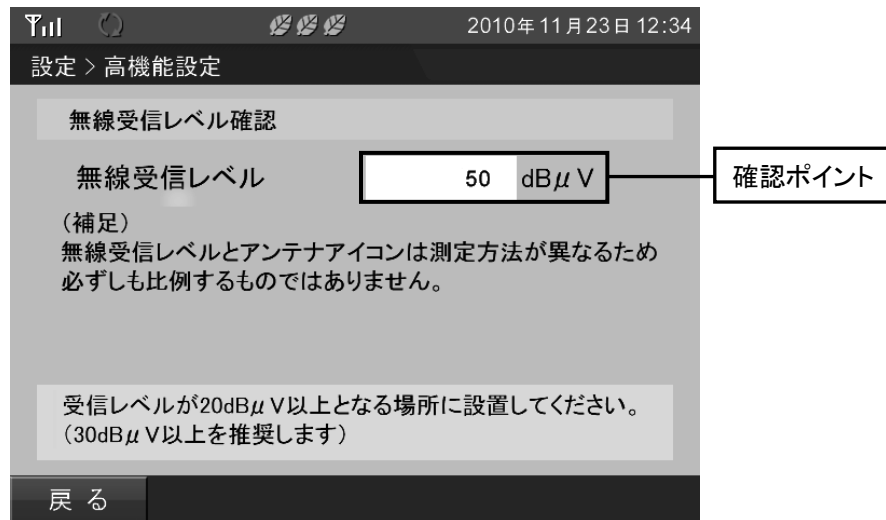 2010年11月23日 12:34
設定 > 高機能設定
無線受信レベル確認
無線受信レベル 50 dBμV
確認ポイント
(補足)
無線受信レベルとアンテナアイコンは測定方法が異なるため
必ずしも比例するものではありません。
受信レベルが20dBμV以上となる場所に設置してください。
(30dBμV以上を推奨します)
戻る